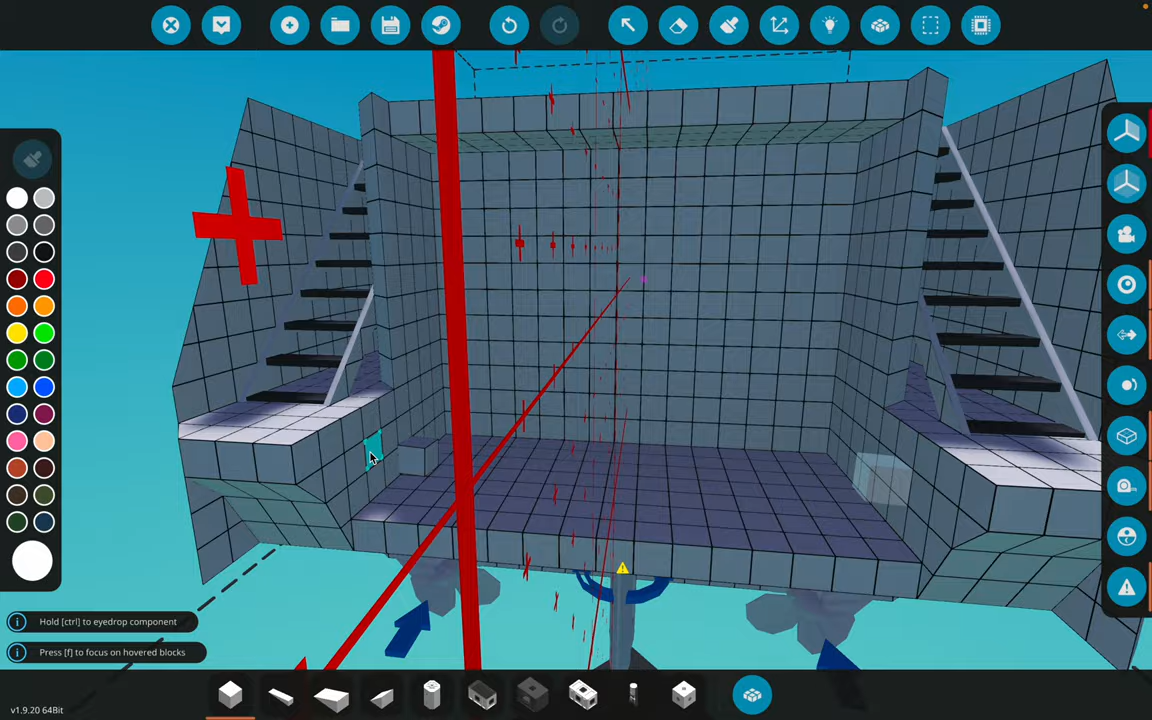 Hold [ctrl] to eyedrop component
Press [f] to focus on hovered blocks
v1.9.20 64Bit